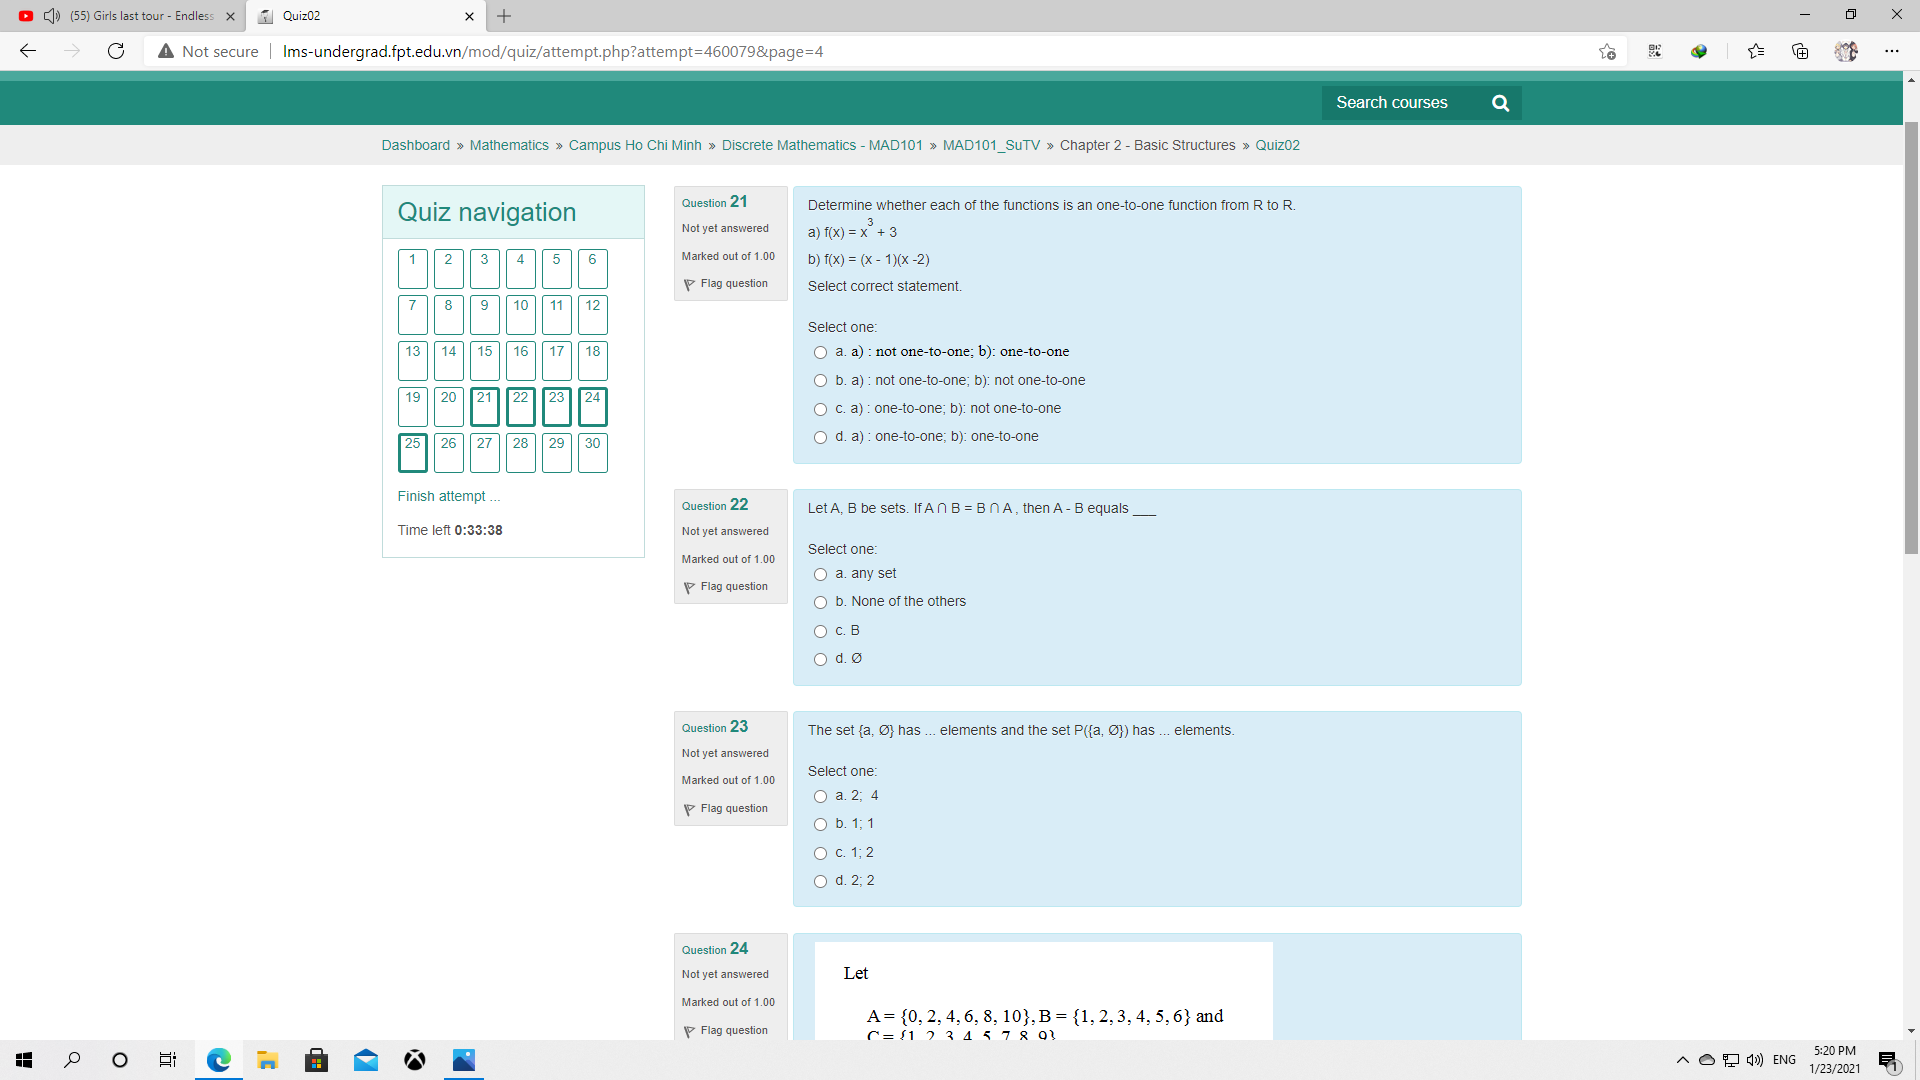 (55) Girls last tour - Endless
Quiz02
Not secure
lms-undergrad.fpt.edu.vn/mod/quiz/attempt.php?attempt=460079&page=4
Search courses
Dashboard » Mathematics » Campus Ho Chi Minh » Discrete Mathematics - MAD101 » MAD101_SuTV » Chapter 2 - Basic Structures » Quiz02
Quiz navigation
1 2 3 4 5 6
7 8 9 10 11 12
13 14 15 16 17 18
19 20 21 22 23 24
25 26 27 28 29 30
Finish attempt ...
Time left 0:33:38
Question 21
Not yet answered
Marked out of 1.00
Flag question
Determine whether each of the functions is an one-to-one function from R to R.
a) f(x) = x³ + 3
b) f(x) = (x - 1)(x -2)
Select correct statement.
Select one:
a. a) : not one-to-one; b): one-to-one
b. a) : not one-to-one; b): not one-to-one
c. a) : one-to-one; b): not one-to-one
d. a) : one-to-one; b): one-to-one
Question 22
Not yet answered
Marked out of 1.00
Flag question
Let A, B be sets. If A ∩ B = B ∩ A , then A - B equals ___
Select one:
a. any set
b. None of the others
c. B
d. Ø
Question 23
Not yet answered
Marked out of 1.00
Flag question
The set {a, Ø} has ... elements and the set P({a, Ø}) has ... elements.
Select one:
a. 2; 4
b. 1; 1
c. 1; 2
d. 2; 2
Question 24
Not yet answered
Marked out of 1.00
Flag question
Let
A = {0, 2, 4, 6, 8, 10}, B = {1, 2, 3, 4, 5, 6} and
C = {1, 2, 3, 4, 5, 7, 8, 9}
ENG
5:20 PM
1/23/2021
1